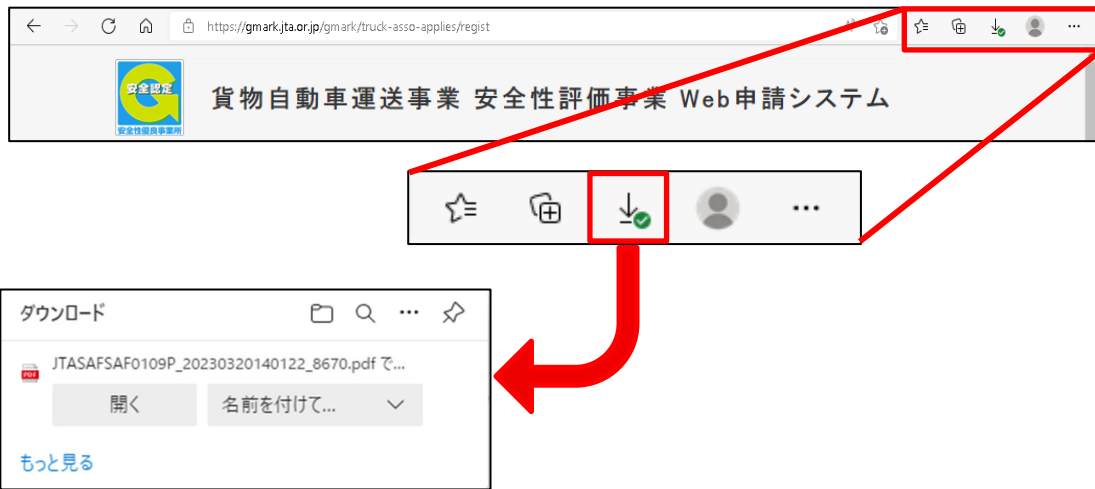 https://gmark.jta.or.jp/gmark/truck-asso-applies/regist
安全認定
安全性優良事業所
貨物自動車運送事業 安全性評価事業 Web申請システム
ダウンロード
JTASAFSAF0109P_20230320140122_8670.pdf で...
PDF
開く
名前を付けて...
もっと見る